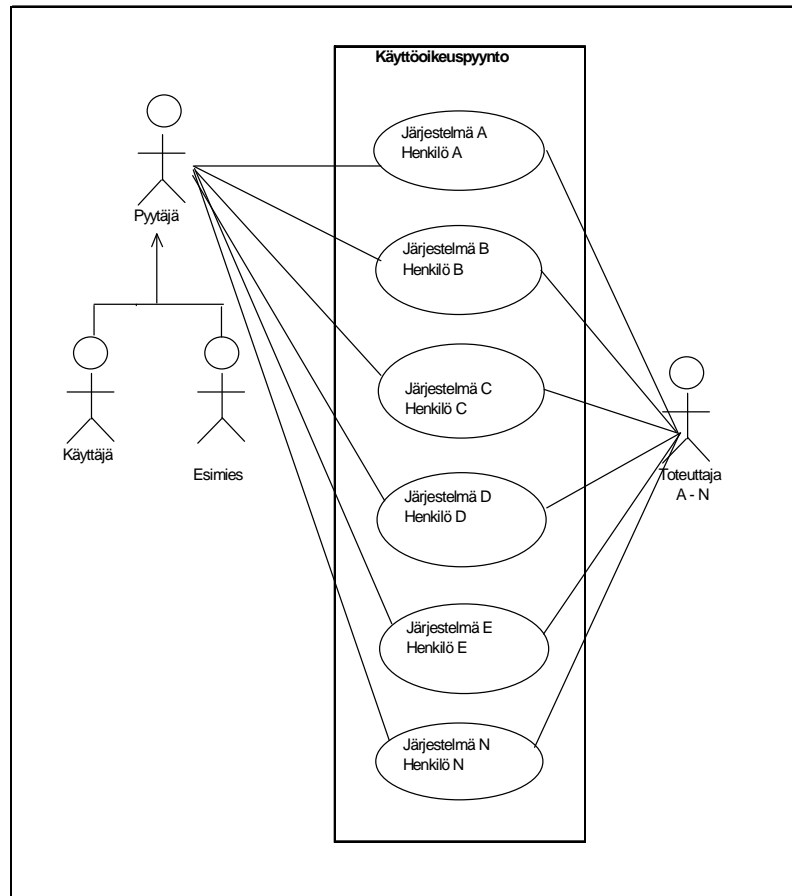 Käyttöoikeuspyynto
Järjestelmä A
Henkilö A
Pyytäjä
Järjestelmä B
Henkilö B
Käyttäjä
Esimies
Järjestelmä C
Henkilö C
Toteuttaja
A - N
Järjestelmä D
Henkilö D
Järjestelmä E
Henkilö E
Järjestelmä N
Henkilö N